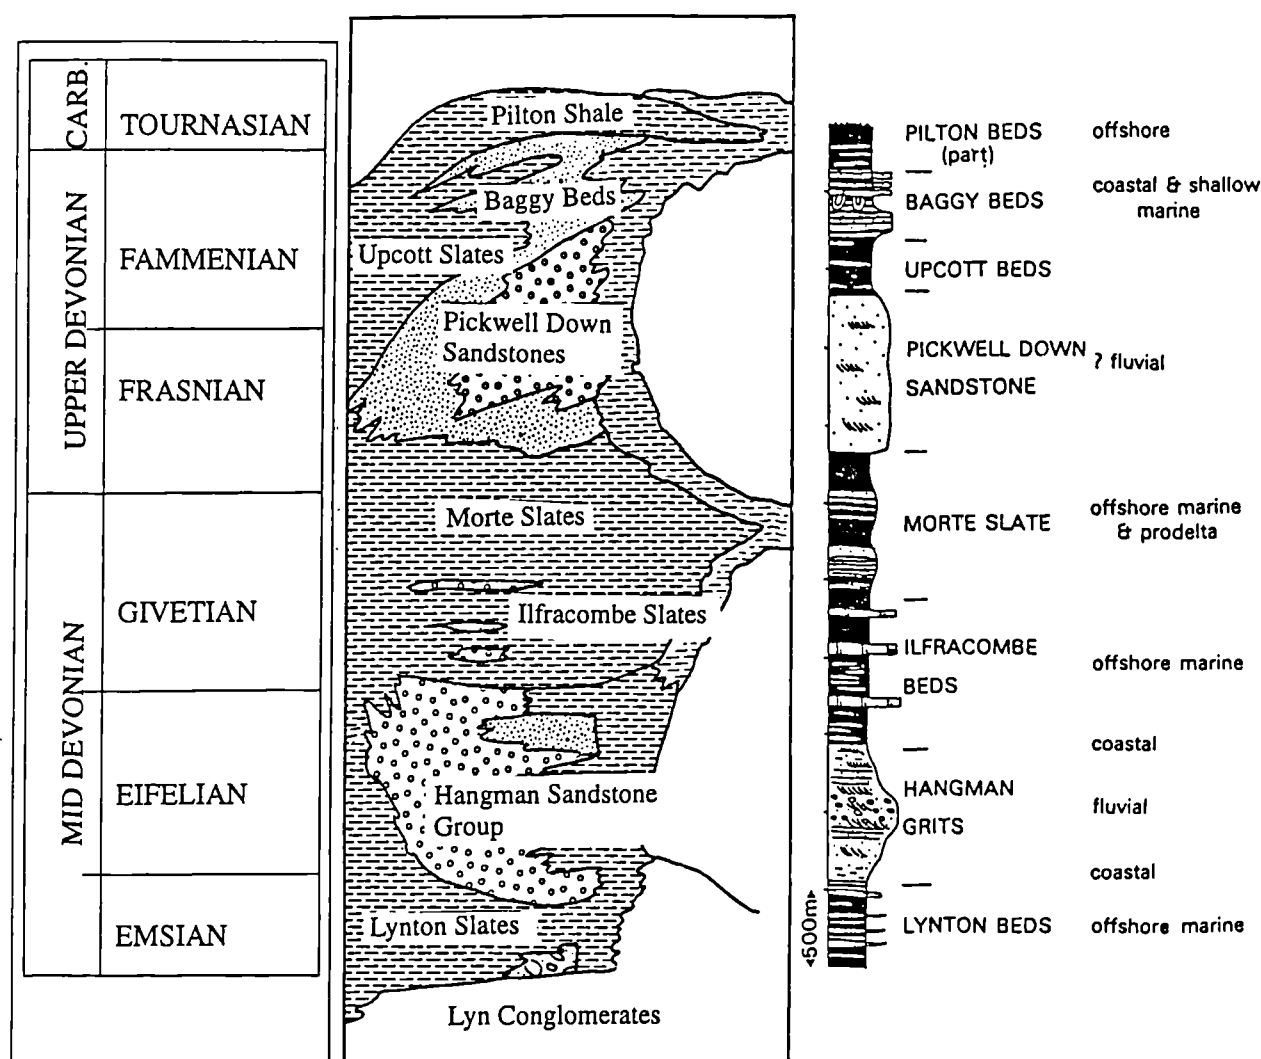 CARB.
TOURNASIAN
UPPER DEVONIAN
FAMMENIAN
FRASNIAN
MID DEVONIAN
GIVETIAN
EIFELIAN
EMSIAN
Pilton Shale
Baggy Beds
Upcott Slates
Pickwell Down
Sandstones
Morte Slates
Ilfracombe Slates
Hangman Sandstone
Group
Lynton Slates
Lyn Conglomerates
PILTON BEDS
(part)
offshore
BAGGY BEDS
coastal & shallow
marine
UPCOTT BEDS
PICKWELL DOWN
SANDSTONE
? fluvial
MORTE SLATE
offshore marine
& prodelta
ILFRACOMBE
BEDS
offshore marine
coastal
HANGMAN
GRITS
fluvial
coastal
LYNTON BEDS
offshore marine
500m